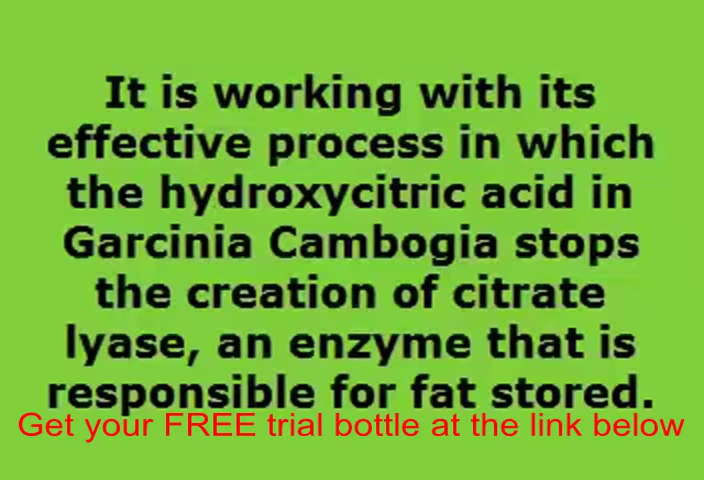 It is working with its
effective process in which
the hydroxycitric acid in
Garcinia Cambogia stops
the creation of citrate
lyase, an enzyme that is
responsible for fat stored.
Get your FREE trial bottle at the link below